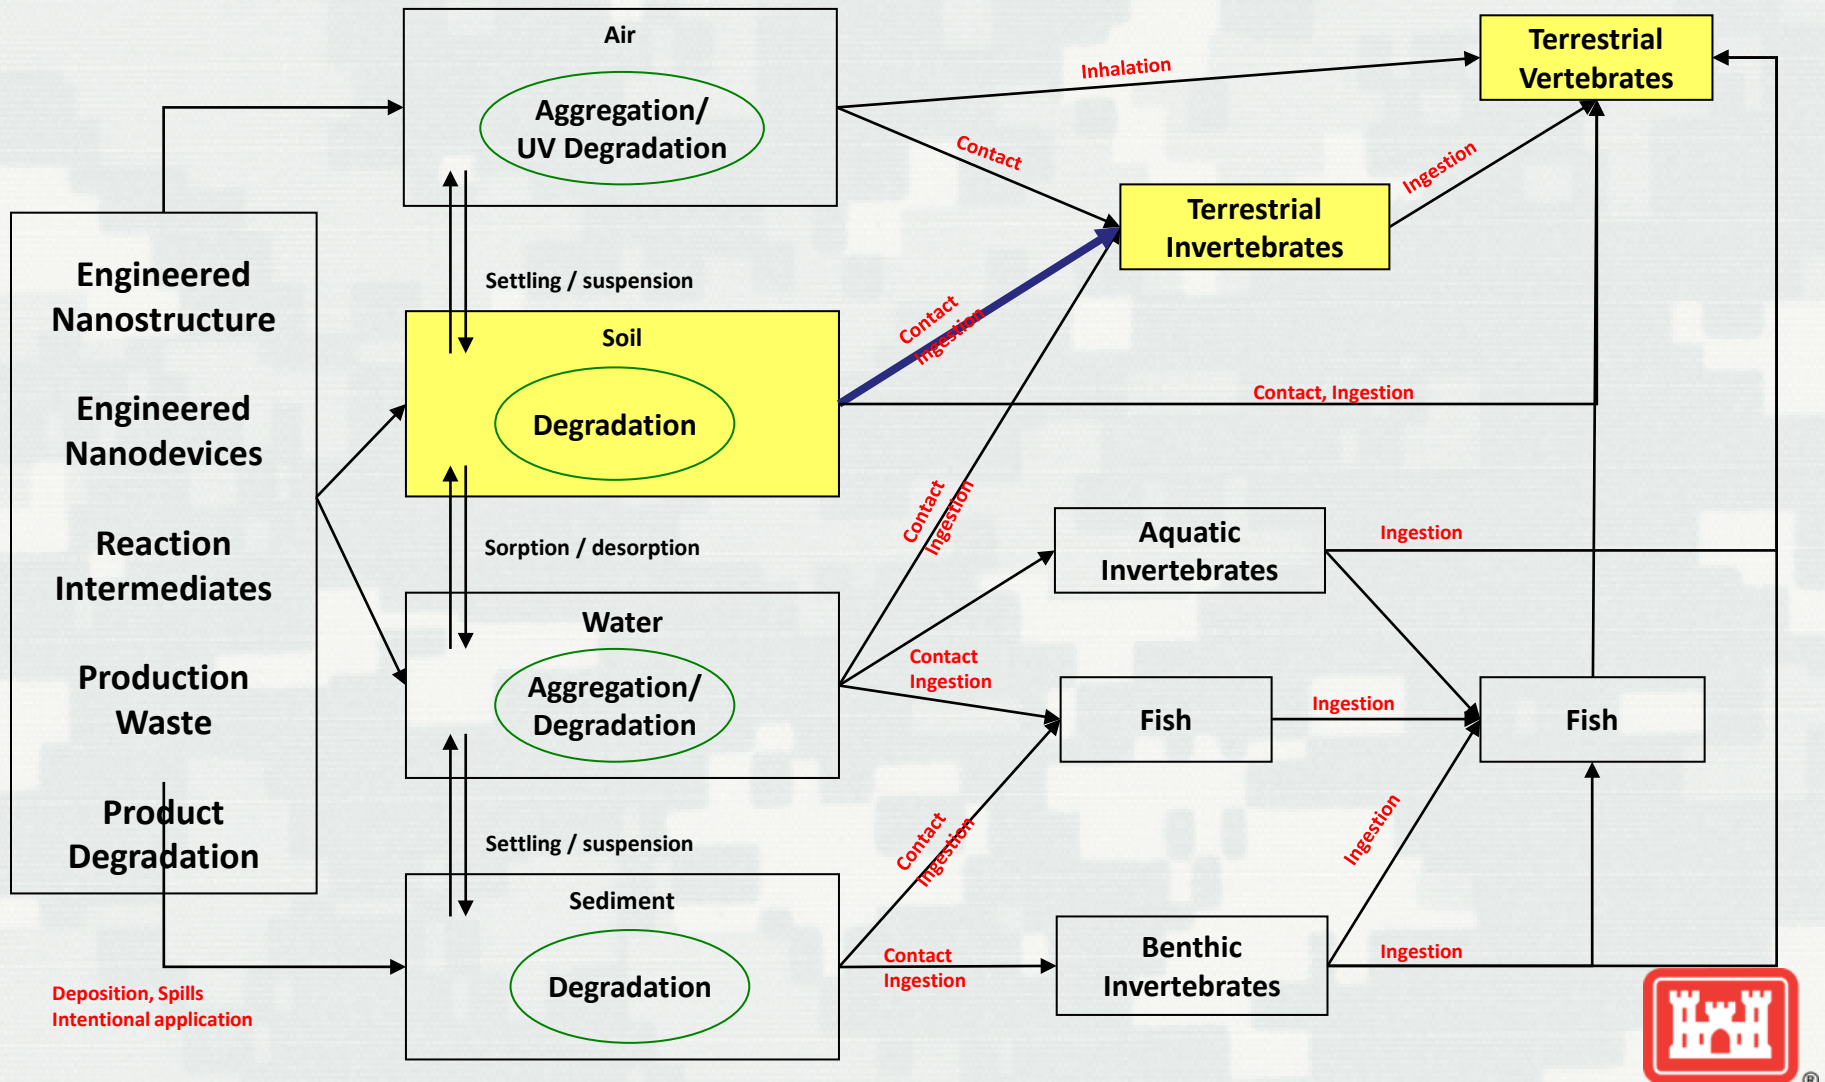 Engineered
Nanostructure
Engineered
Nanodevices
Reaction
Intermediates
Production
Waste
Product
Degradation
Deposition, Spills
Intentional application
Air
Aggregation/
UV Degradation
Settling / suspension
Soil
Degradation
Sorption / desorption
Water
Aggregation/
Degradation
Settling / suspension
Sediment
Degradation
Inhalation
Contact
Contact
Ingestion
Contact, Ingestion
Contact
Ingestion
Contact
Ingestion
Contact
Ingestion
Contact
Ingestion
Terrestrial
Invertebrates
Aquatic
Invertebrates
Fish
Benthic
Invertebrates
Ingestion
Ingestion
Ingestion
Ingestion
Ingestion
Terrestrial
Vertebrates
Fish
®